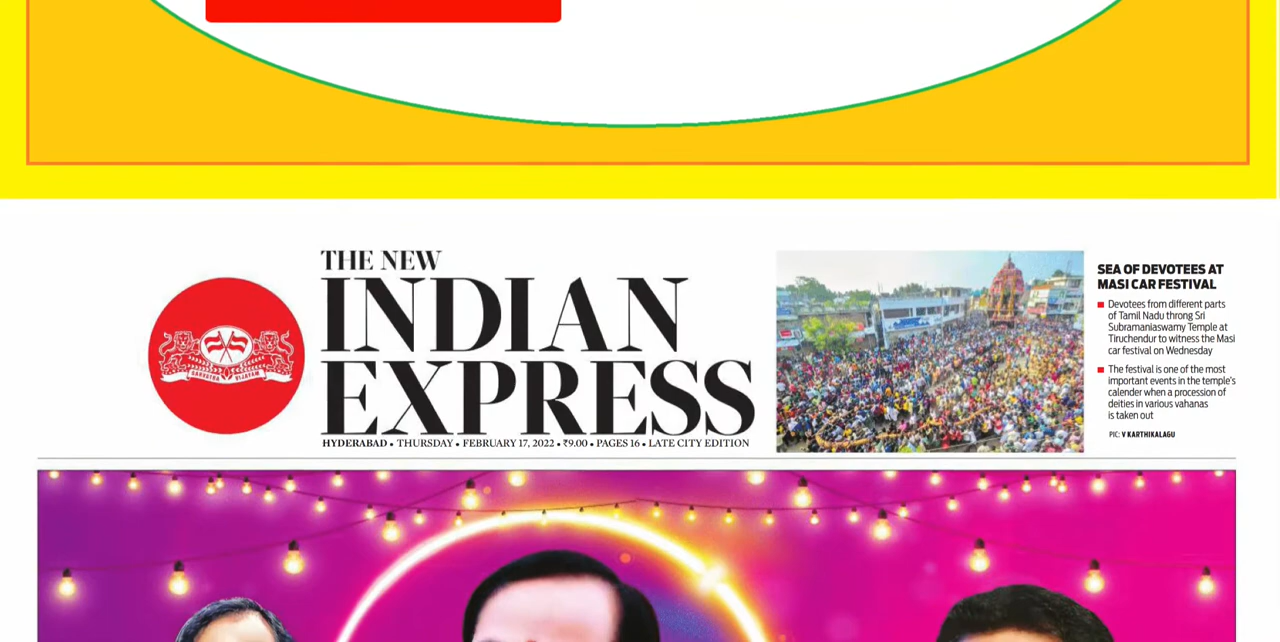 THE NEW
INDIAN
EXPRESS
SARVATRA VIJAYAM
HYDERABAD • THURSDAY • FEBRUARY 17, 2022 • ₹9.00 • PAGES 16 • LATE CITY EDITION
SEA OF DEVOTEES AT
MASI CAR FESTIVAL
Devotees from different parts
of Tamil Nadu throng Sri
Subramaniaswamy Temple at
Tiruchendur to witness the Masi
car festival on Wednesday
The festival is one of the most
important events in the temple's
calender when a procession of
deities in various vahanas
is taken out
PIC: V KARTHIKALAGU